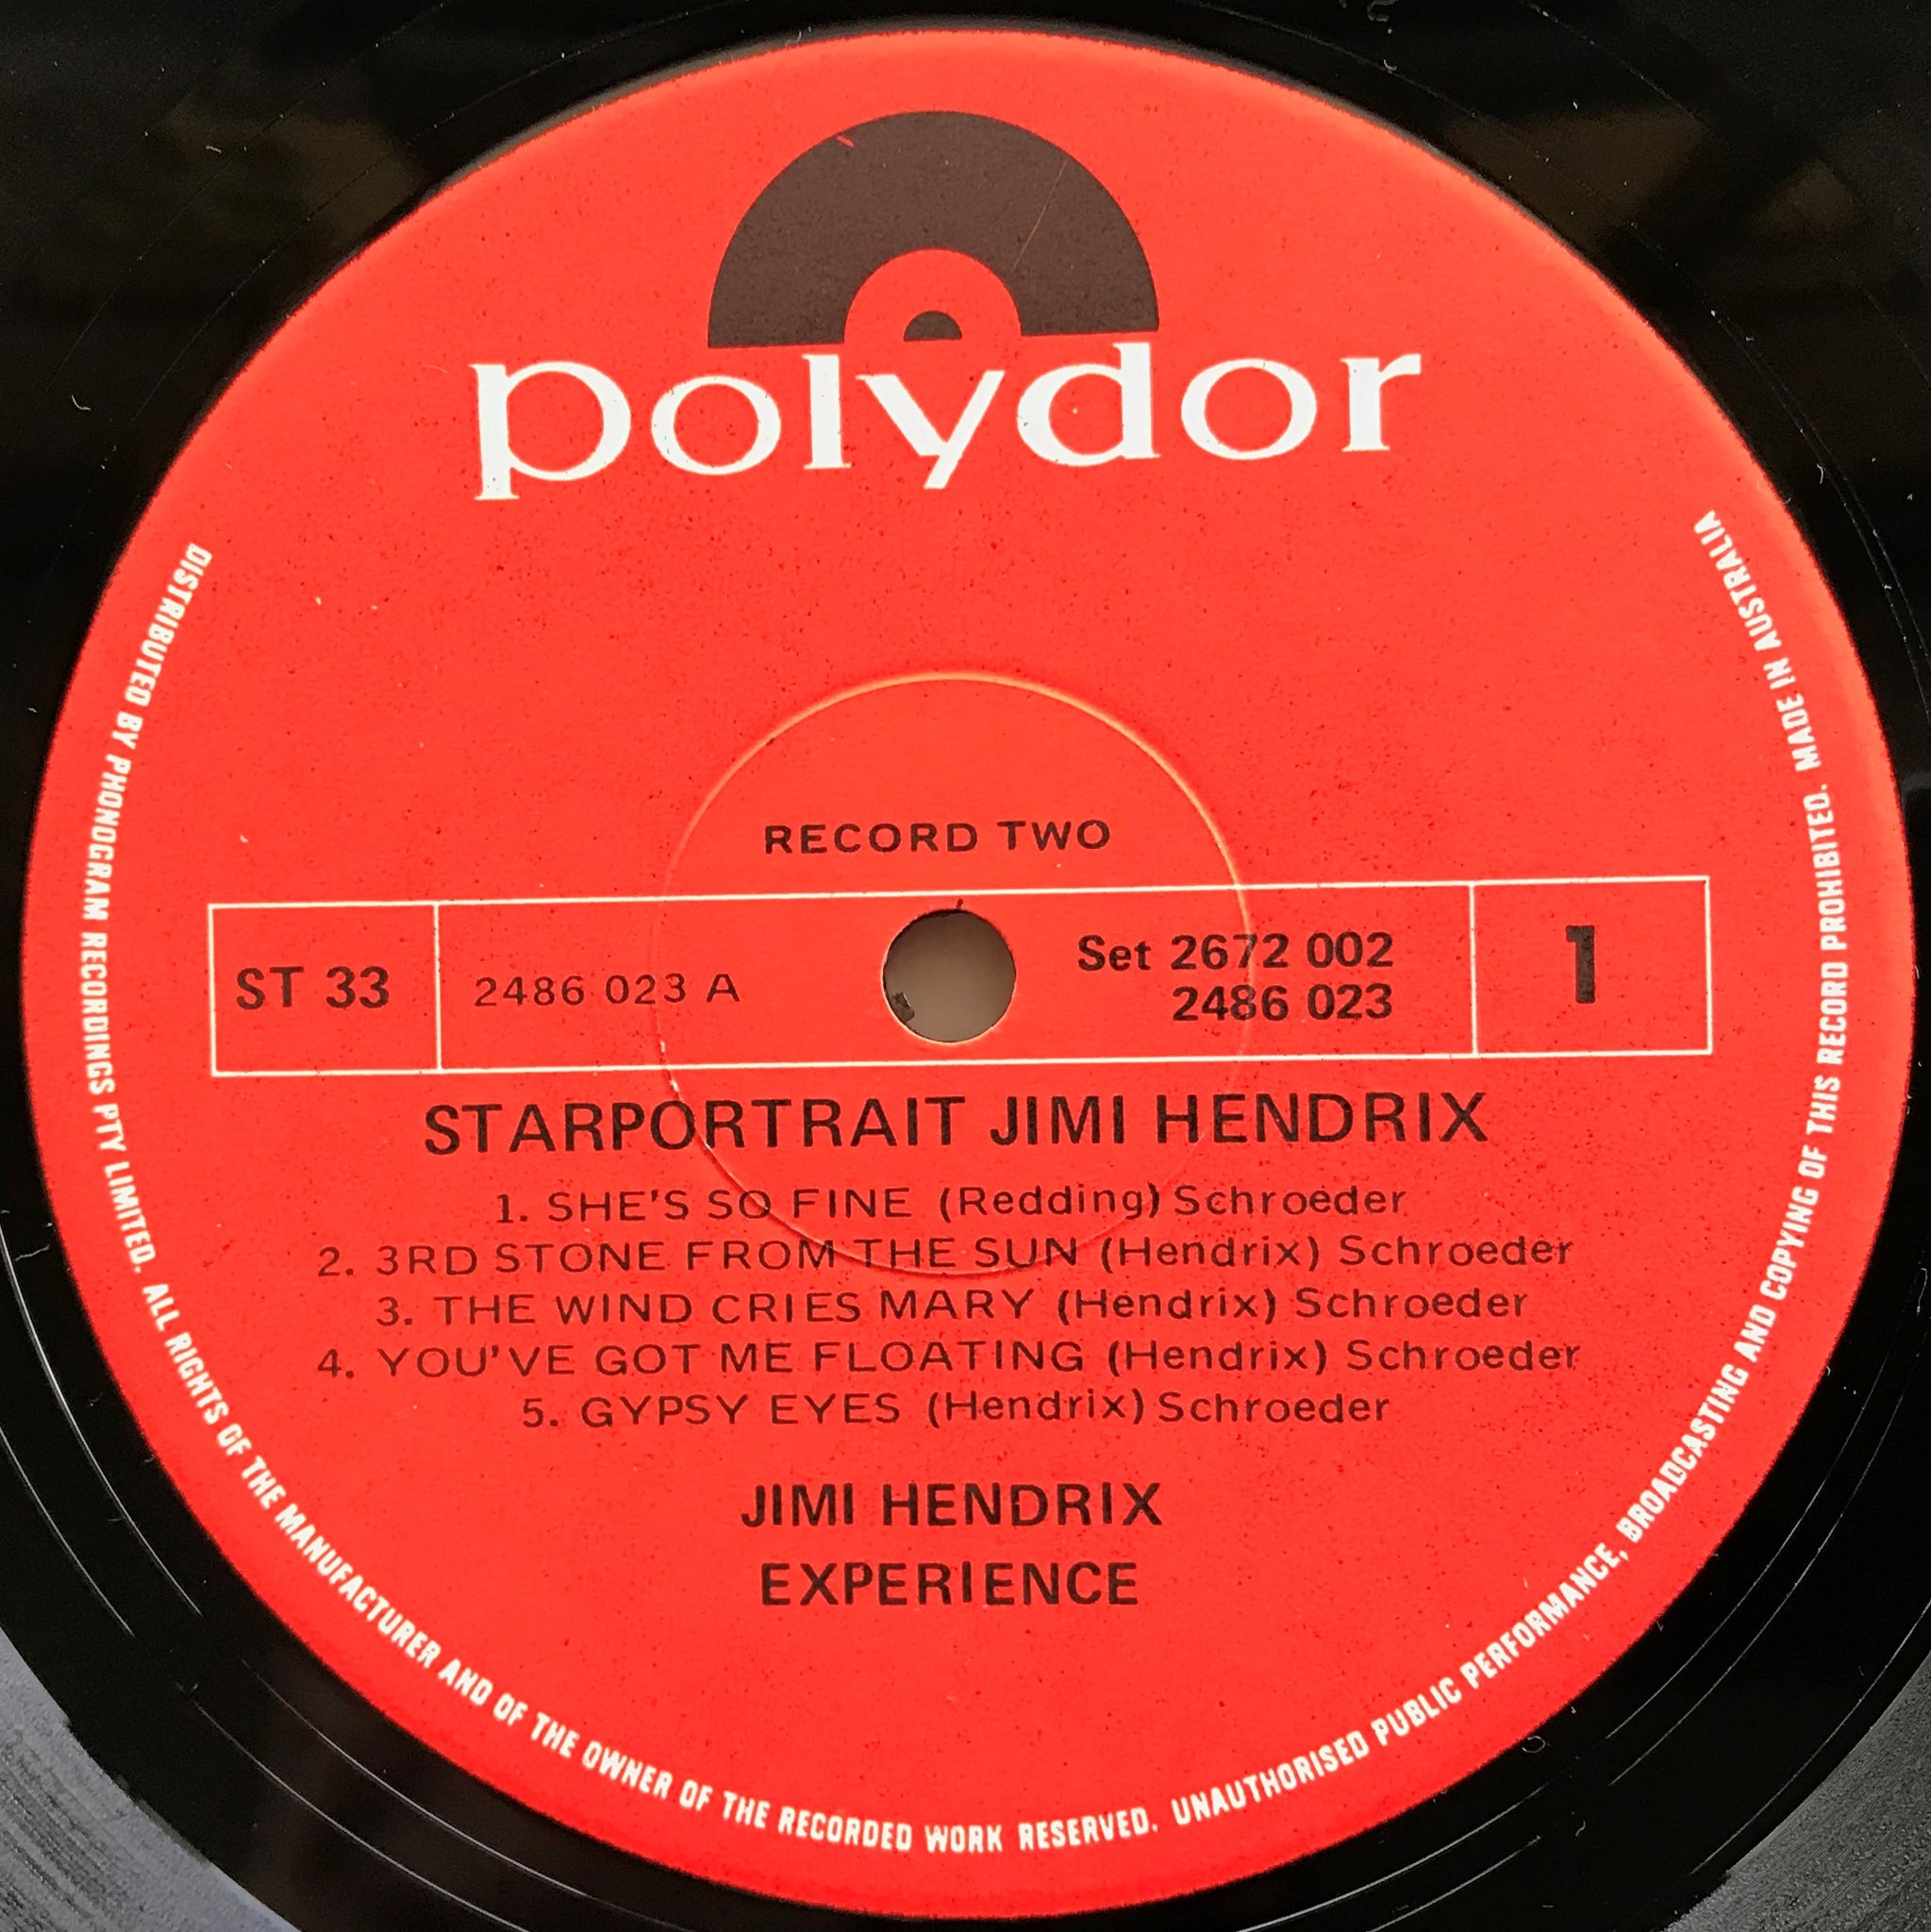 polydor
RECORD TWO
ST 33
2486 023 A
Set 2672 002
2486 023
1
STARPORTRAIT JIMI HENDRIX
1. SHE'S SO FINE (Redding) Schroeder
2. 3RD STONE FROM THE SUN (Hendrix) Schroeder
3. THE WIND CRIES MARY (Hendrix) Schroeder
4. YOU'VE GOT ME FLOATING (Hendrix) Schroeder
5. GYPSY EYES (Hendrix) Schroeder
JIMI HENDRIX
EXPERIENCE
DISTRIBUTED BY PHONOGRAM RECORDINGS PTY LIMITED. ALL RIGHTS OF THE MANUFACTURER AND OF THE OWNER OF THE RECORDED WORK RESERVED. UNAUTHORISED PUBLIC PERFORMANCE, BROADCASTING AND COPYING OF THIS RECORD PROHIBITED. MADE IN AUSTRALIA